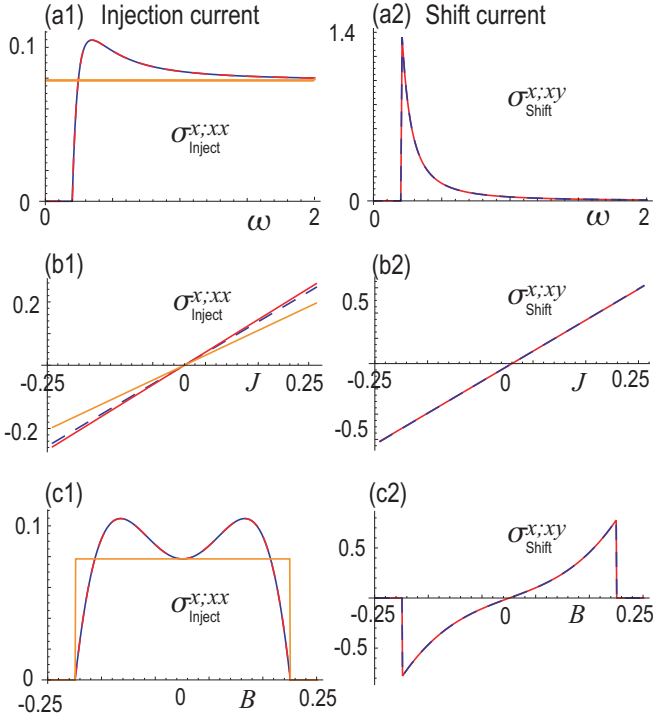 (a1) Injection current
0.1
σ^{x;xx}_{Inject}
0
0 ω 2
(a2) Shift current
1.4
σ^{x;xy}_{Shift}
0
0 ω 2
(b1)
0.2
σ^{x;xx}_{Inject}
-0.25 0 J 0.25
-0.2
(b2)
0.5
σ^{x;xy}_{Shift}
-0.25 0 J 0.25
-0.5
(c1)
0.1
σ^{x;xx}_{Inject}
0
-0.25 0 B 0.25
(c2)
0.5
σ^{x;xy}_{Shift}
-0.25 0 B 0.25
-0.5